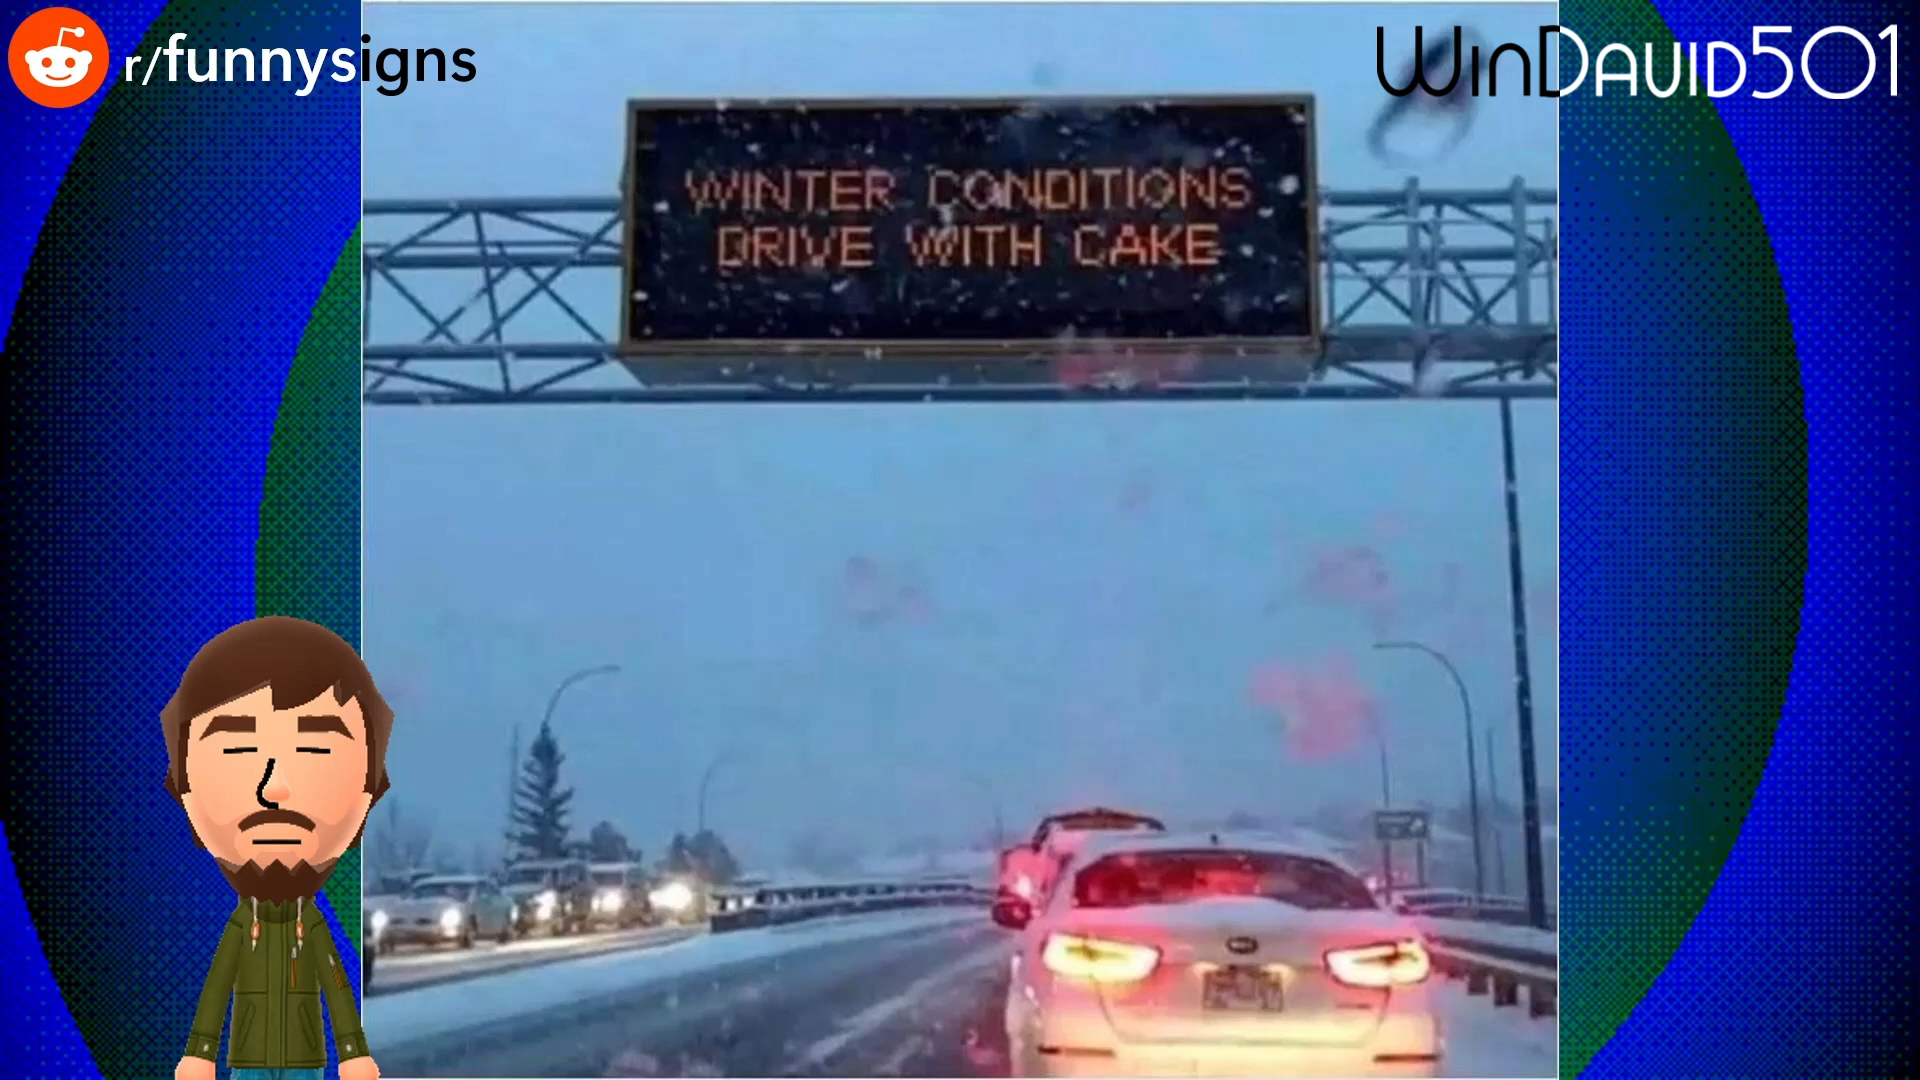 r/funnysigns
WinDavid501
WINTER CONDITIONS
DRIVE WITH CAKE